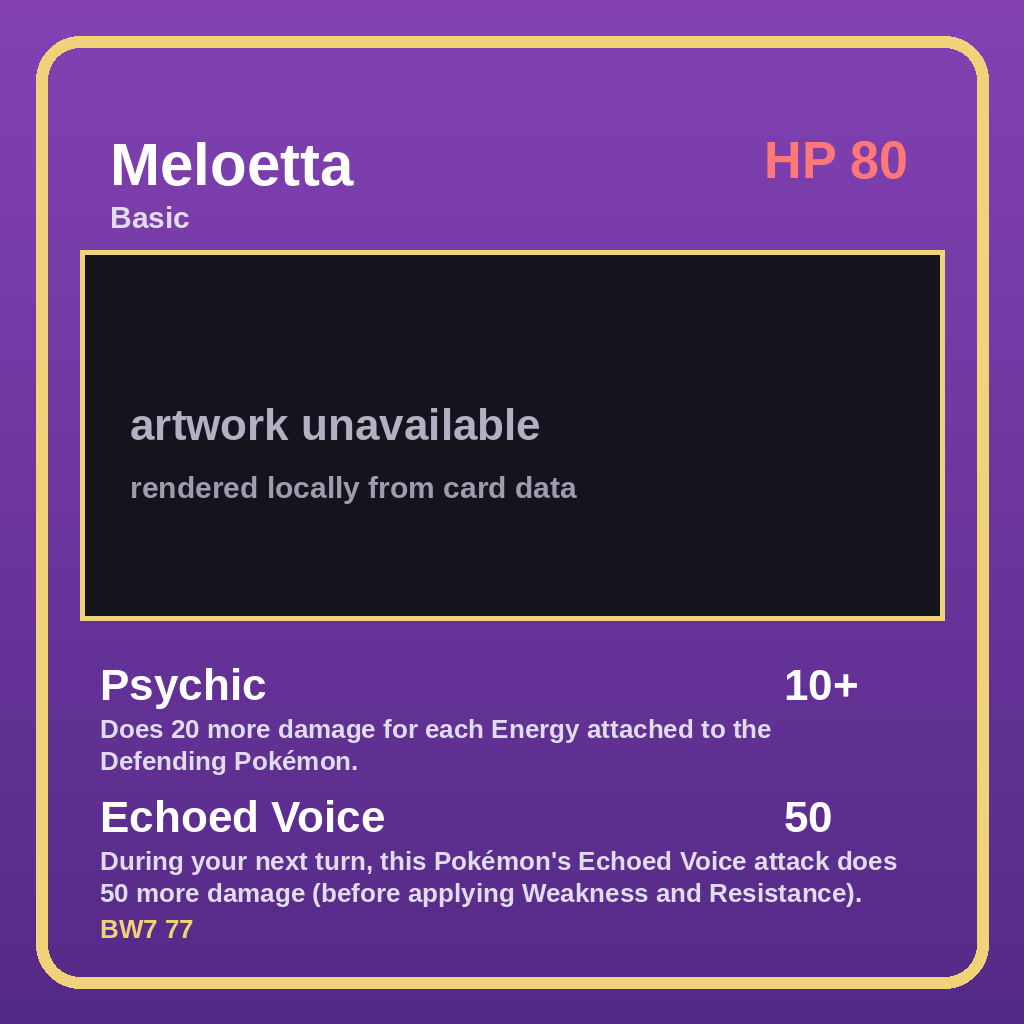 Meloetta
HP 80
Basic
artwork unavailable
rendered locally from card data
Psychic
10+
Does 20 more damage for each Energy attached to the
Defending Pokémon.
Echoed Voice
50
During your next turn, this Pokémon's Echoed Voice attack does
50 more damage (before applying Weakness and Resistance).
BW7 77